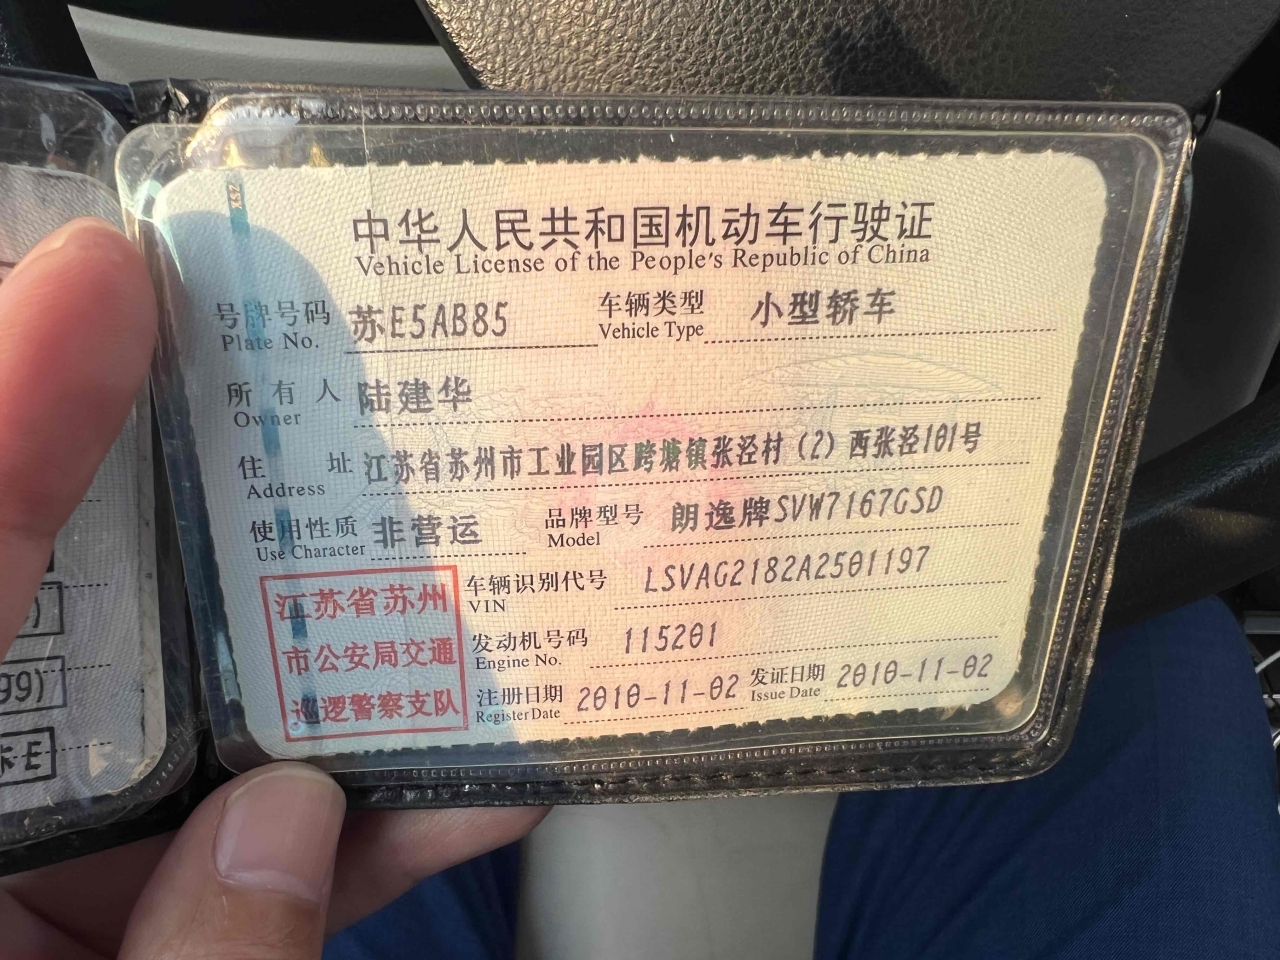 中华人民共和国机动车行驶证
Vehicle License of the People's Republic of China
号牌号码 苏E5AB85 车辆类型 小型轿车
Plate No. Vehicle Type
所有人 陆建华
Owner
住址 江苏省苏州市工业园区跨塘镇张泾村（2）西张泾101号
Address
使用性质 非营运 品牌型号 朗逸牌SVW7167GSD
Use Character Model
车辆识别代号 LSVAG2182A2501197
VIN
发动机号码 115201
Engine No.
注册日期 2010-11-02 发证日期 2010-11-02
Register Date Issue Date
江苏省苏州
市公安局交通
巡逻警察支队
99)
E